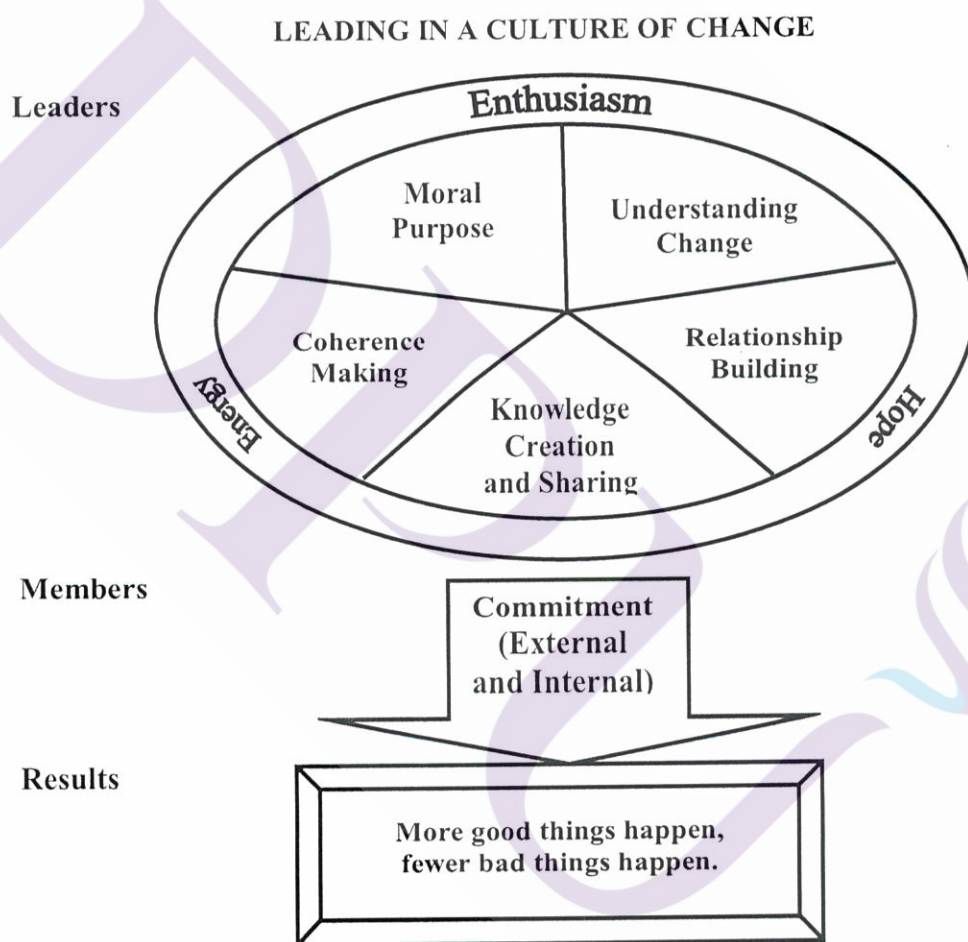 LEADING IN A CULTURE OF CHANGE
Leaders
Enthusiasm
Moral
Purpose
Understanding
Change
Coherence
Making
Relationship
Building
Knowledge
Creation
and Sharing
Energy
Hope
Members
Commitment
(External
and Internal)
Results
More good things happen,
fewer bad things happen.
DPU